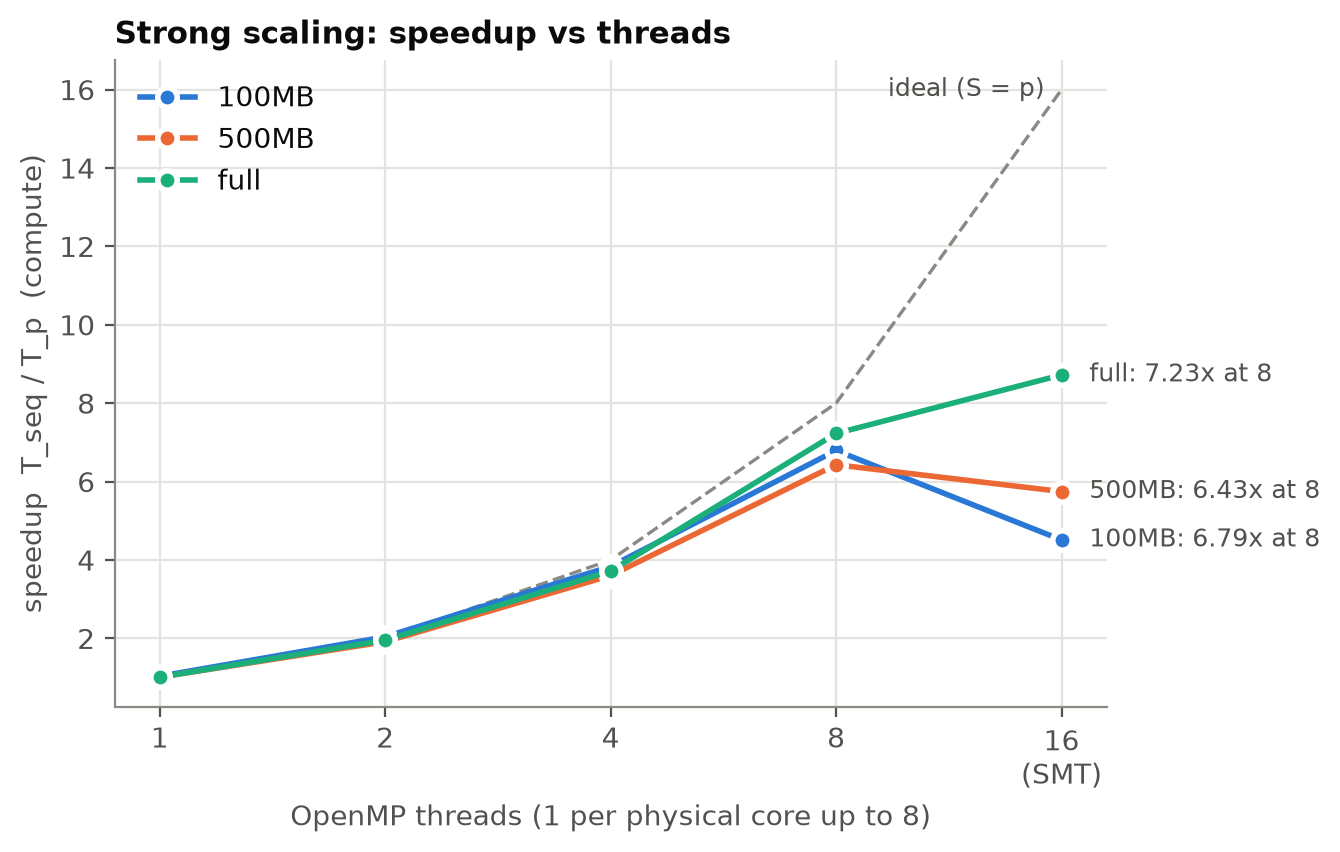 Strong scaling: speedup vs threads
speedup  T_seq / T_p  (compute)
16
14
12
10
8
6
4
2
100MB
500MB
full
ideal (S = p)
full: 7.23x at 8
500MB: 6.43x at 8
100MB: 6.79x at 8
1
2
4
8
16
(SMT)
OpenMP threads (1 per physical core up to 8)